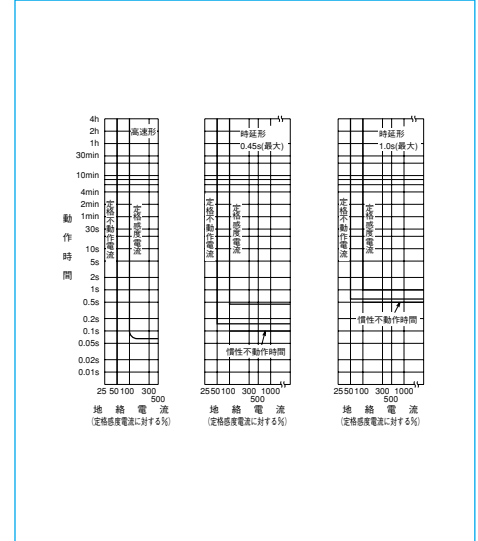 4h
2h
1h
30min
10min
4min
2min
1min
30s
10s
5s
2s
1s
0.5s
0.2s
0.1s
0.05s
0.02s
0.01s
動作時間
高速形
定格不動作電流
定格感度電流
25 50 100 300
500
地絡電流
(定格感度電流に対する%)
時延形
0.45s(最大)
定格不動作電流
定格感度電流
慣性不動作時間
25 50 100 300 1000
500
地絡電流
(定格感度電流に対する%)
時延形
1.0s(最大)
定格不動作電流
定格感度電流
慣性不動作時間
25 50 100 300 1000
500
地絡電流
(定格感度電流に対する%)